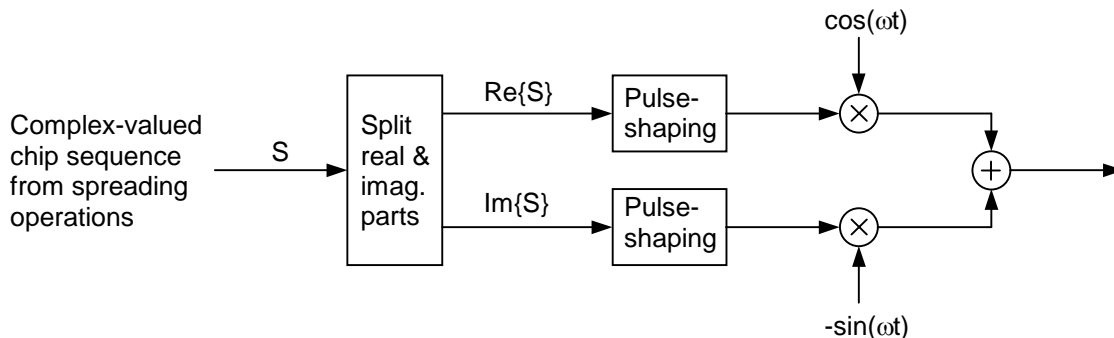 cos(ωt)
Complex-valued
chip sequence
from spreading
operations
S
Split
real &
imag.
parts
Re{S}
Pulse-
shaping
Im{S}
Pulse-
shaping
-sin(ωt)